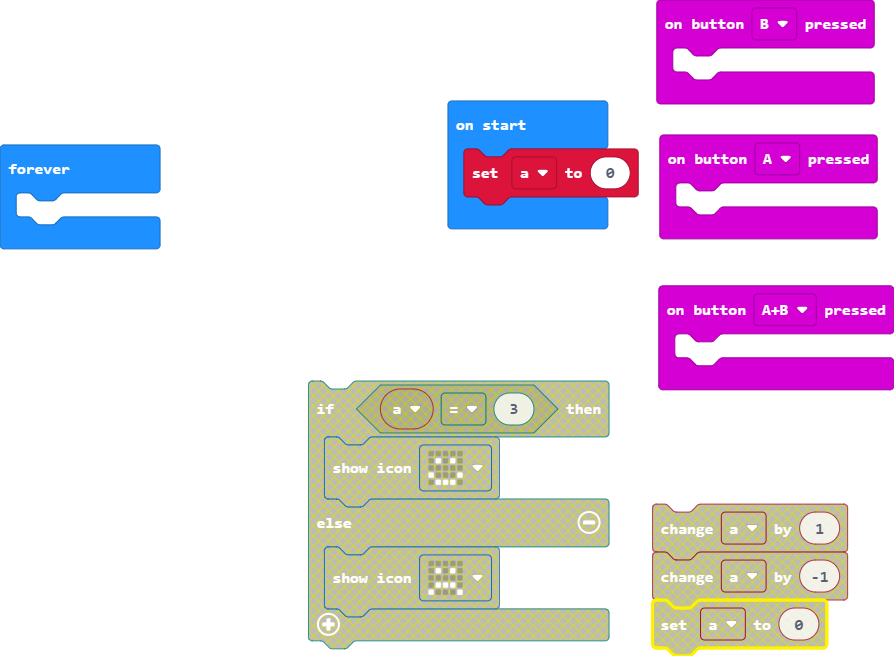 on button B pressed
on start
set a to 0
forever
on button A pressed
on button A+B pressed
if a = 3 then
show icon
else
show icon
change a by 1
change a by -1
set a to 0